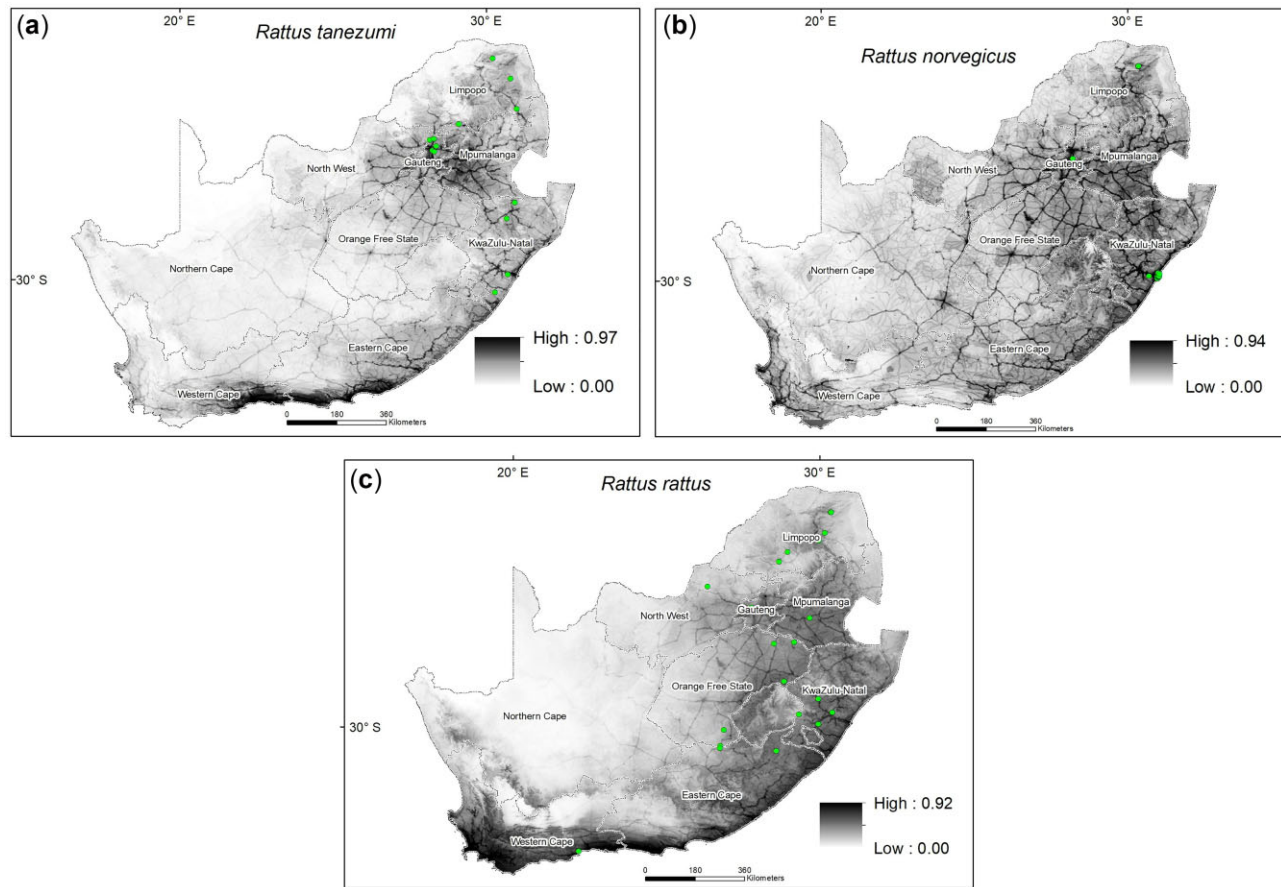 (a)
20° E
30° E
Rattus tanezumi
Limpopo
North West
Gauteng
Mpumalanga
Orange Free State
KwaZulu-Natal
Northern Cape
30° S
Eastern Cape
Western Cape
High : 0.97
Low : 0.00
0 180 360
Kilometers
(b)
20° E
30° E
Rattus norvegicus
Limpopo
North West
Gauteng
Mpumalanga
Orange Free State
KwaZulu-Natal
Northern Cape
30° S
Eastern Cape
Western Cape
High : 0.94
Low : 0.00
0 180 360
Kilometers
(c)
20° E
30° E
Rattus rattus
Limpopo
North West
Gauteng
Mpumalanga
Orange Free State
KwaZulu-Natal
Northern Cape
30° S
Eastern Cape
Western Cape
High : 0.92
Low : 0.00
0 180 360
Kilometers